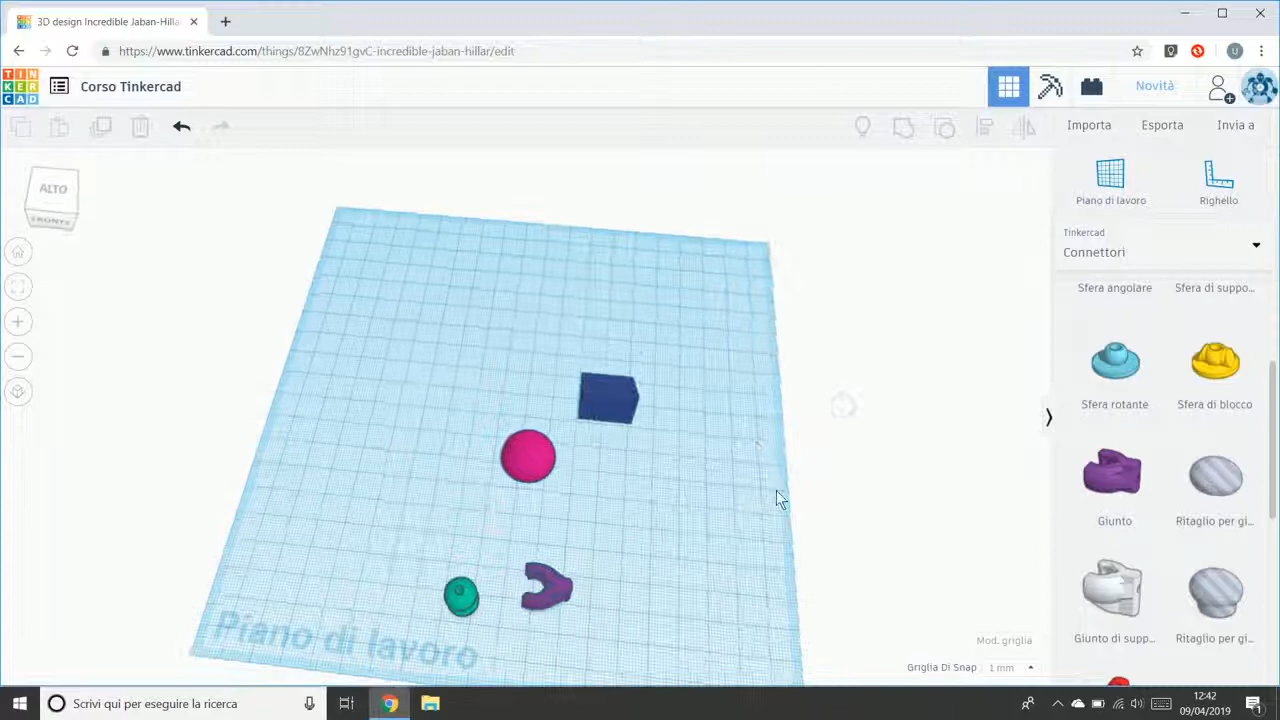 3D design Incredible Jaban-Hilla
https://www.tinkercad.com/things/8ZwNhz91gvC-incredible-jaban-hillar/edit
U
TIN
KER
CAD
Corso Tinkercad
Novità
Importa
Esporta
Invia a
ALTO
FRONTE
Piano di lavoro
Righello
Tinkercad
Connettori
Sfera angolare
Sfera di suppo...
Sfera rotante
Sfera di blocco
Giunto
Ritaglio per gi...
Giunto di supp...
Ritaglio per gi...
Piano di lavoro
Mod. griglia
Griglia Di Snap
1 mm
Scrivi qui per eseguire la ricerca
12:42
09/04/2019